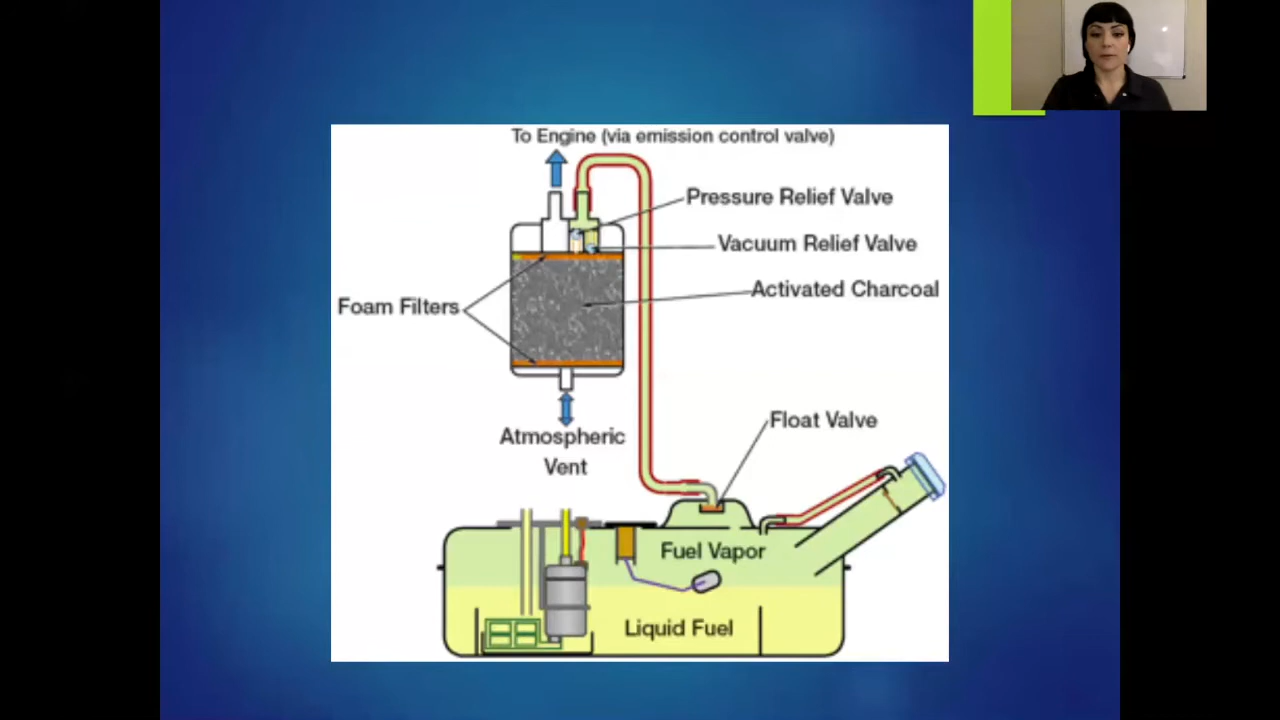 To Engine (via emission control valve)
Pressure Relief Valve
Vacuum Relief Valve
Activated Charcoal
Foam Filters
Atmospheric
Vent
Float Valve
Fuel Vapor
Liquid Fuel